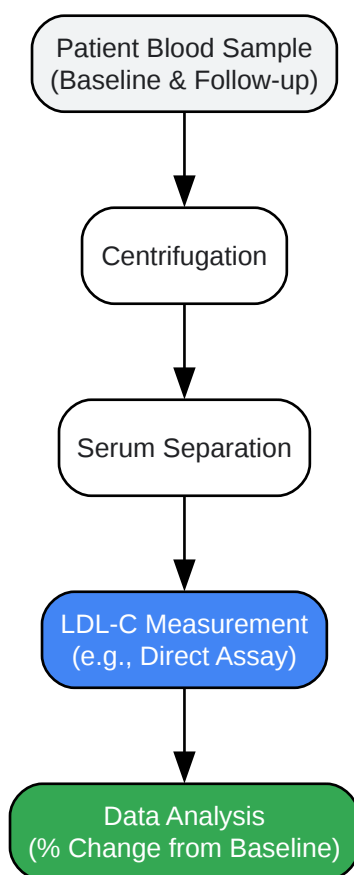 Patient Blood Sample
(Baseline & Follow-up)
Centrifugation
Serum Separation
LDL-C Measurement
(e.g., Direct Assay)
Data Analysis
(% Change from Baseline)